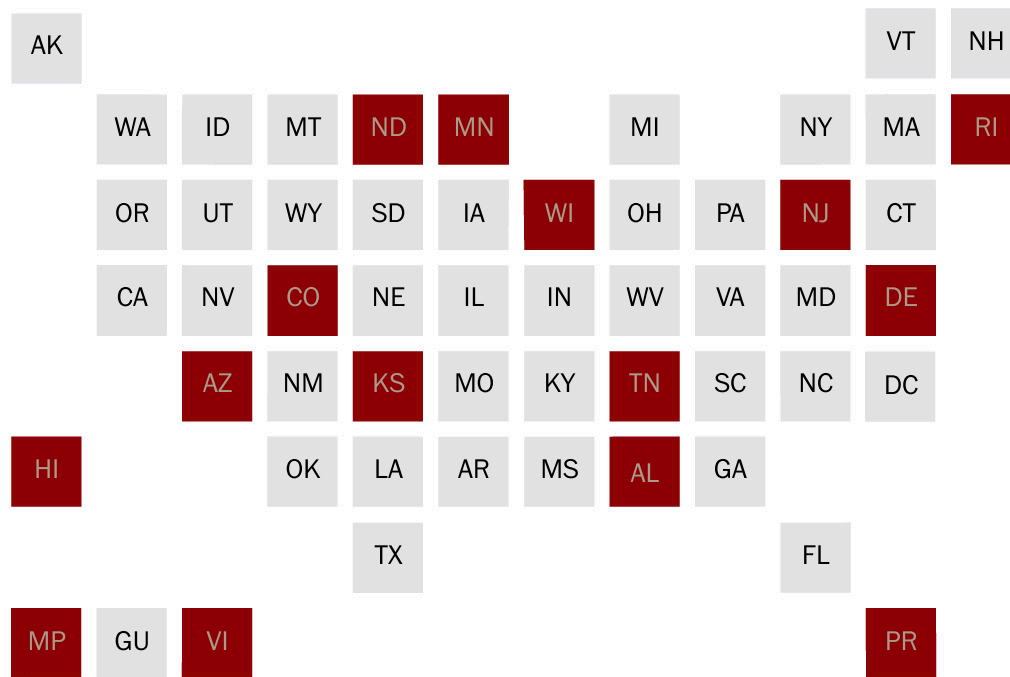 AK VT NH
WA ID MT ND MN MI NY MA RI
OR UT WY SD IA WI OH PA NJ CT
CA NV CO NE IL IN WV VA MD DE
AZ NM KS MO KY TN SC NC DC
HI OK LA AR MS AL GA
TX FL
MP GU VI PR